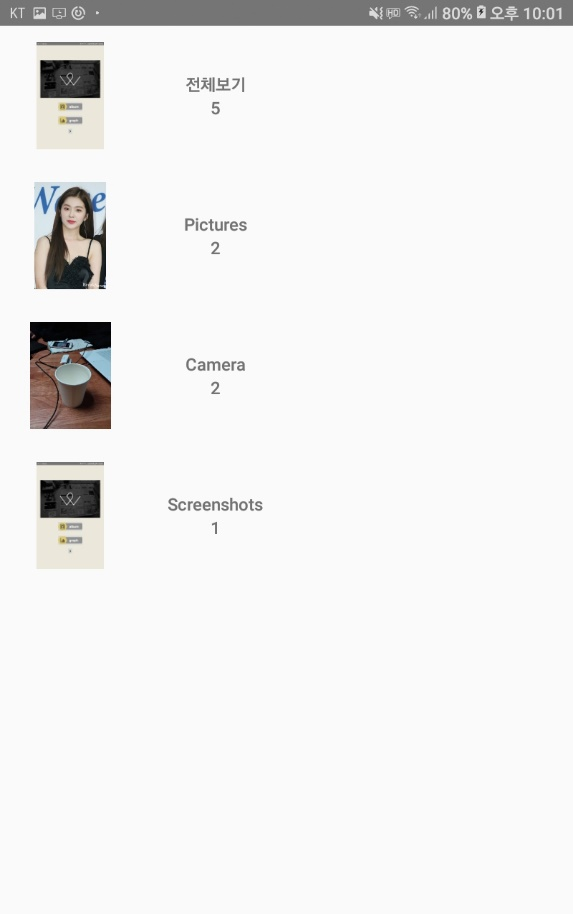 KT 80% 오후 10:01
전체보기
5
Pictures
2
Camera
2
Screenshots
1